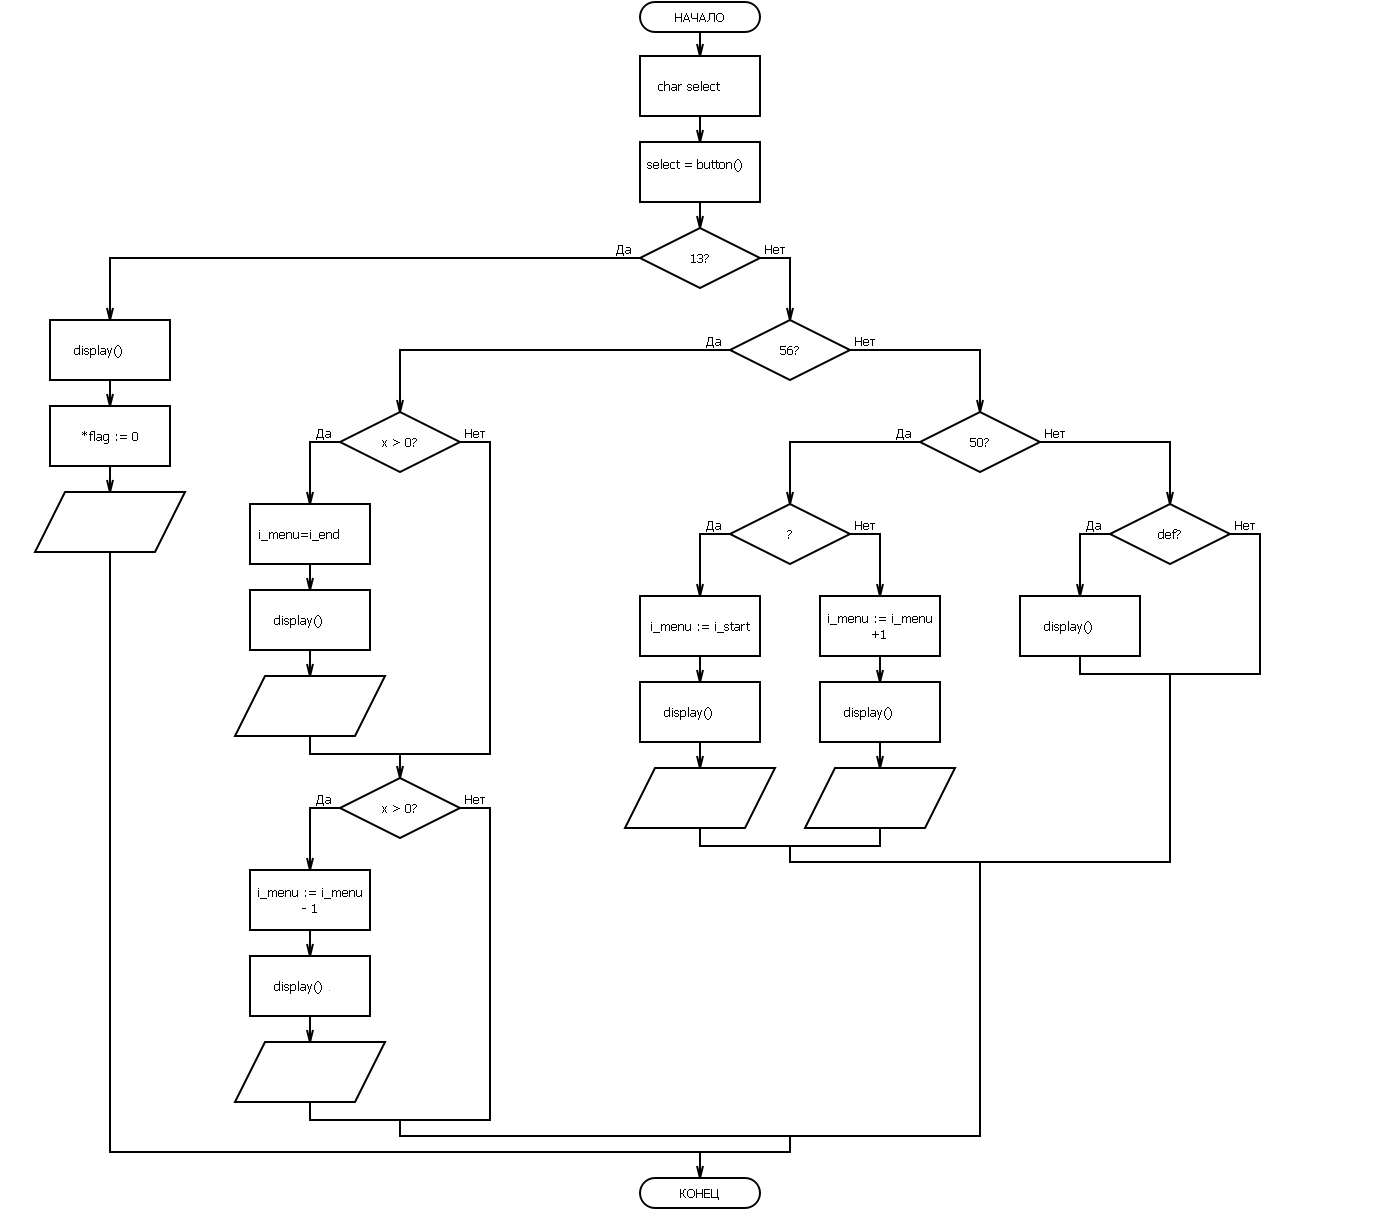 НАЧАЛО
char select
select = button()
Да
13?
Нет
display()
Да
56?
Нет
*flag := 0
Да
x > 0?
Нет
Да
50?
Нет
i_menu=i_end
Да
?
Нет
Да
def?
Нет
display()
i_menu := i_start
i_menu := i_menu
+1
display()
display()
display()
Да
x > 0?
Нет
i_menu := i_menu
- 1
display()
КОНЕЦ